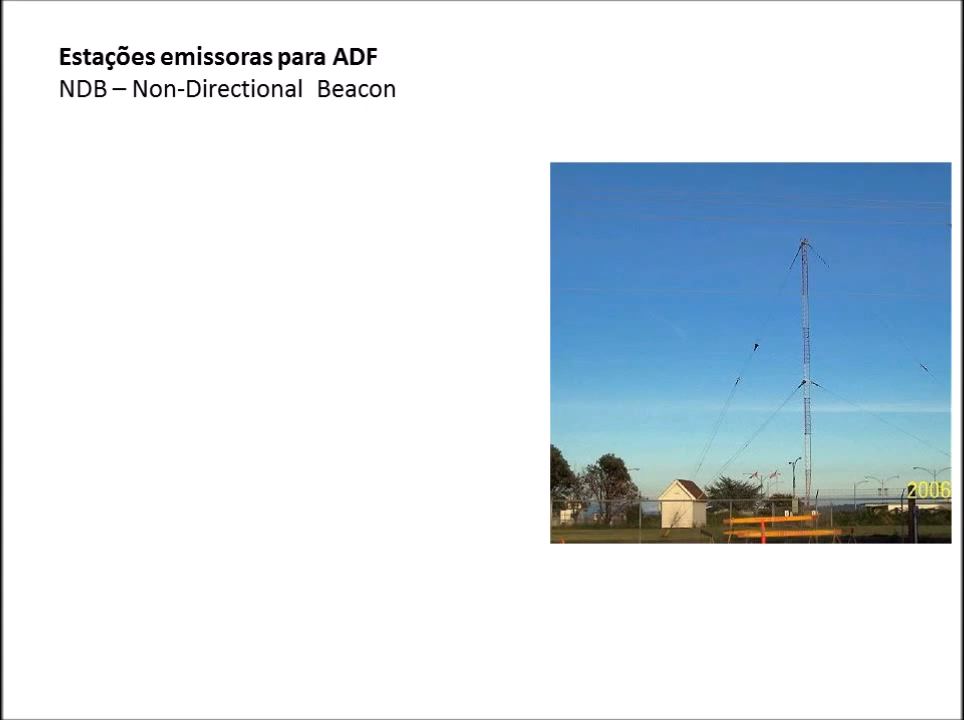 Estações emissoras para ADF
NDB – Non-Directional Beacon
2006